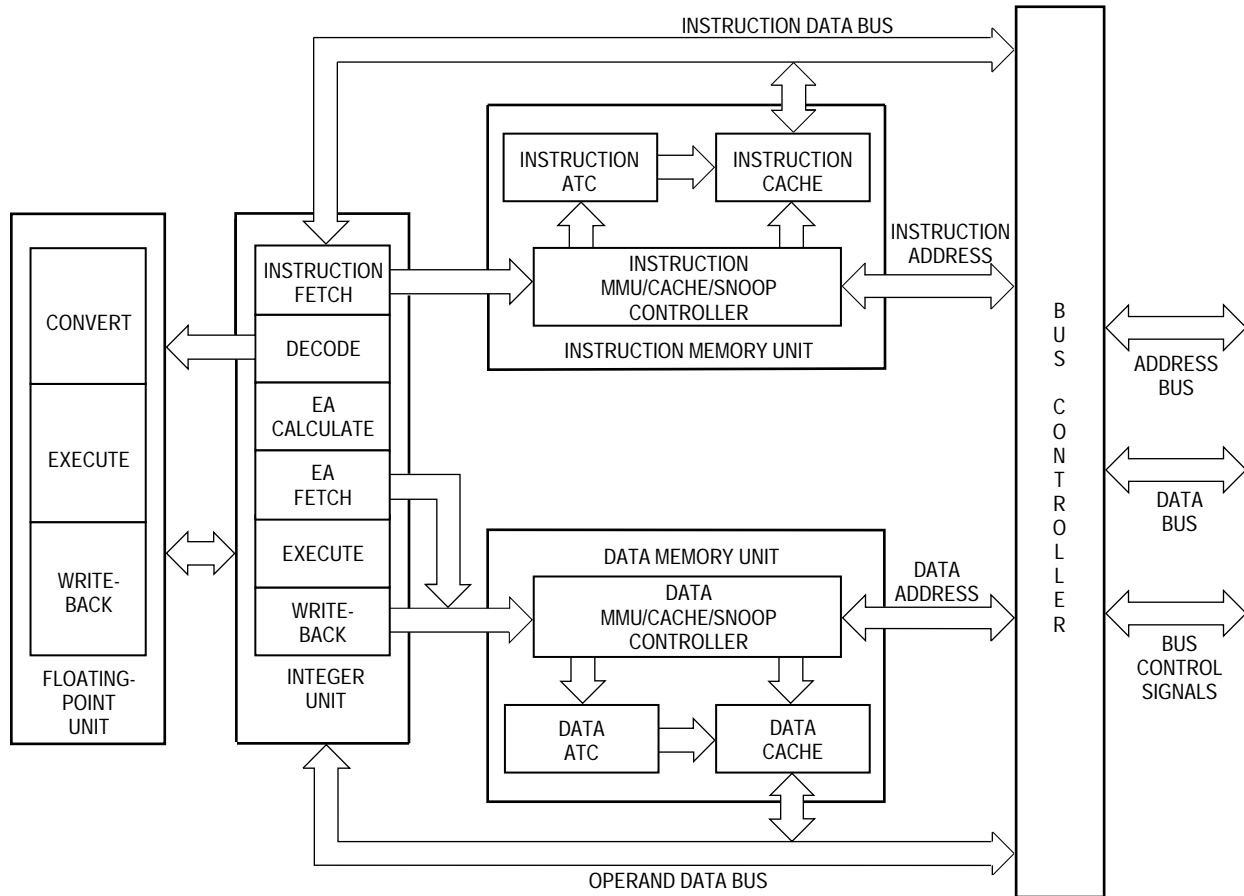 INSTRUCTION DATA BUS
INSTRUCTION
ATC
INSTRUCTION
CACHE
INSTRUCTION
MMU/CACHE/SNOOP
CONTROLLER
INSTRUCTION MEMORY UNIT
INSTRUCTION
ADDRESS
CONVERT
EXECUTE
WRITE-
BACK
FLOATING-
POINT
UNIT
INSTRUCTION
FETCH
DECODE
EA
CALCULATE
EA
FETCH
EXECUTE
WRITE-
BACK
INTEGER
UNIT
DATA MEMORY UNIT
DATA
MMU/CACHE/SNOOP
CONTROLLER
DATA
ATC
DATA
CACHE
DATA
ADDRESS
OPERAND DATA BUS
B
U
S
C
O
N
T
R
O
L
L
E
R
ADDRESS
BUS
DATA
BUS
BUS
CONTROL
SIGNALS